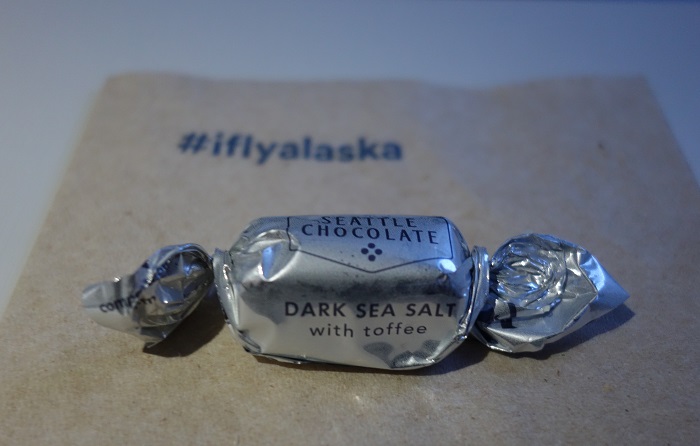 #iflyalaska
SEATTLE
CHOCOLATE
DARK SEA SALT
with toffee